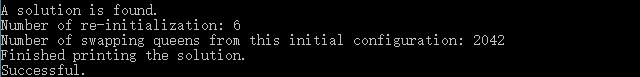 A solution is found.
Number of re-initialization: 6
Number of swapping queens from this initial configuration: 2042
Finished printing the solution.
Successful.